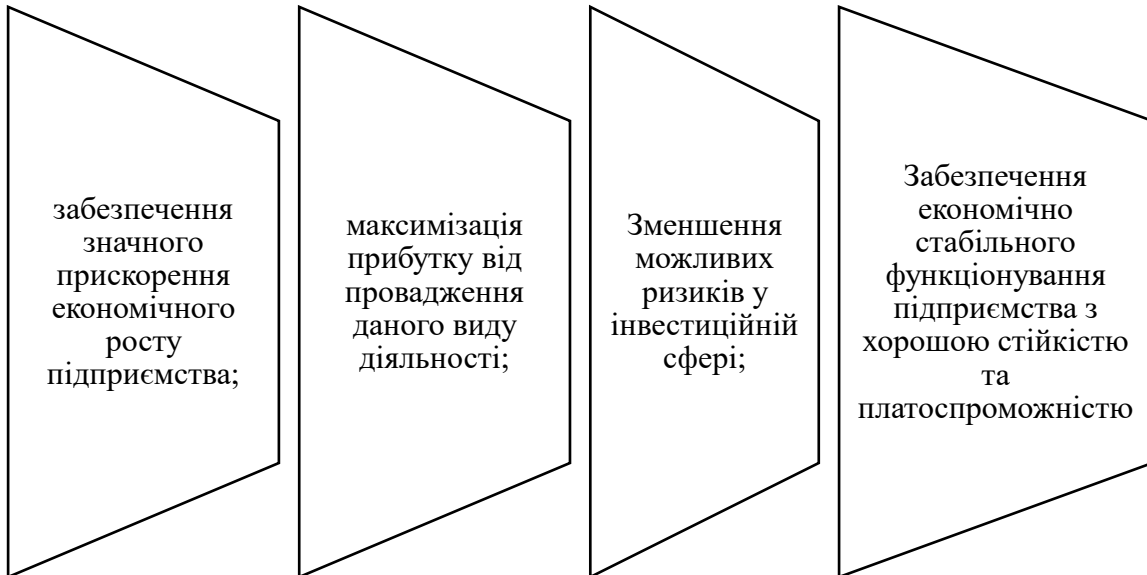 забезпечення
значного
прискорення
економічного
росту
підприємства;
максимізація
прибутку від
провадження
даного виду
діяльності;
Зменшення
можливих
ризиків у
інвестиційній
сфері;
Забезпечення
економічно
стабільного
функціонування
підприємства з
хорошою стійкістю
та
платоспроможністю